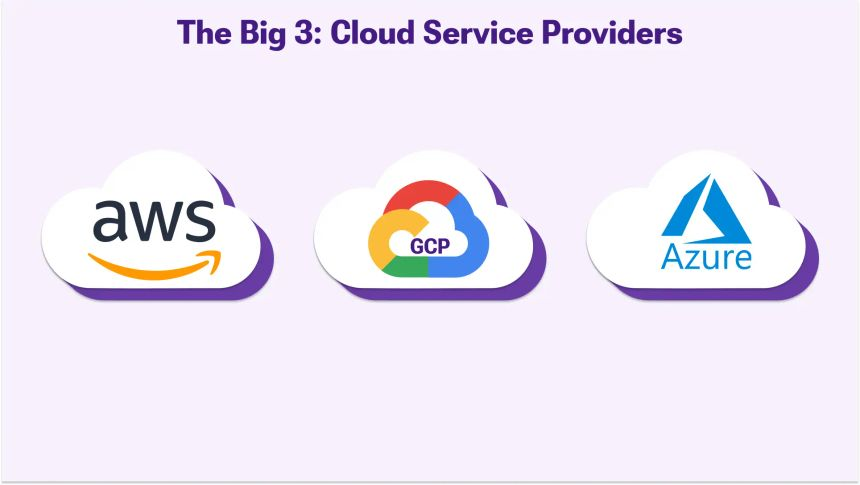 The Big 3: Cloud Service Providers
aws
GCP
Azure